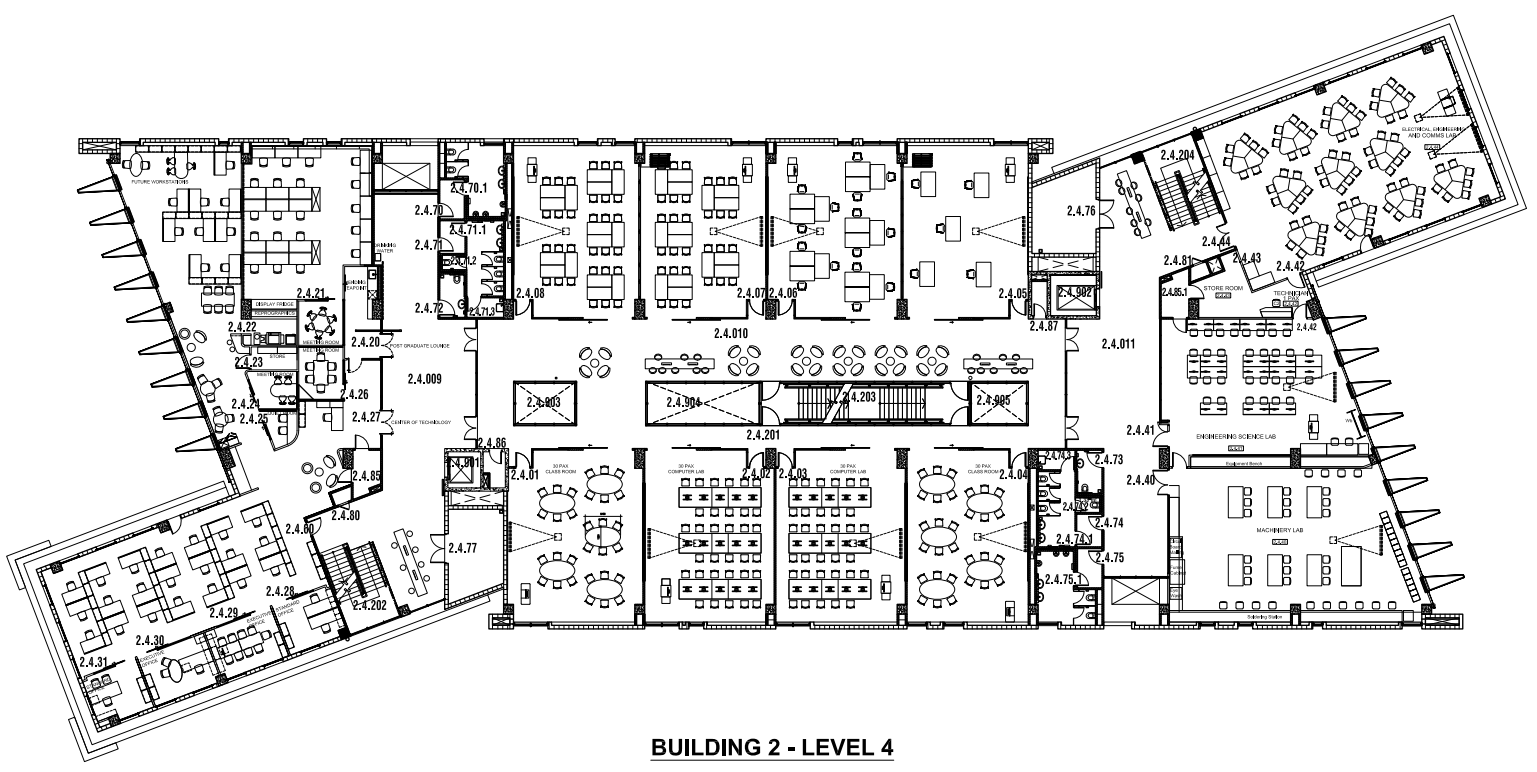 ELECTRICAL, ENGINEERING
AND COMMS LAB
2.4.204
FUTURE WORKSTATIONS
2.4.70.1
2.4.70
2.4.76
2.4.71.1
2.4.71
DRINKING
WATER
2.4.71.2
2.4.44
2.4.43
2.4.81
2.4.42
STORE ROOM
TECHNICIAN
2.4.85.1
2.4.902
2.4.21
DISPLAY FRIDGE
REPROGRAPHICS
2.4.08
2.4.07
2.4.06
2.4.05
2.4.72
2.4.71.3
2.4.87
2.4.42
2.4.22
2.4.010
2.4.20
MEETING ROOM
POST GRADUATE LOUNGE
2.4.011
MEETING ROOM
STORE
2.4.23
MEETING ROOM
2.4.009
2.4.26
2.4.24
2.4.25
2.4.903
2.4.904
2.4.203
2.4.905
2.4.27
CENTER OF TECHNOLOGY
2.4.201
2.4.41
ENGINEERING SCIENCE LAB
2.4.86
2.4.901
2.4.01
30 PAX
CLASS ROOM
30 PAX
COMPUTER LAB
2.4.02
2.4.03
30 PAX
COMPUTER LAB
30 PAX
CLASS ROOM
2.4.04
2.4.74.3
2.4.73
Equipment Bench
2.4.85
2.4.40
2.4.80
2.4.74.2
2.4.60
2.4.74
MACHINERY LAB
2.4.74.1
2.4.77
2.4.75
2.4.75.1
2.4.28
2.4.202
2.4.29
EXECUTIVE
OFFICE
STANDARD
OFFICE
Soldering Station
2.4.30
EXECUTIVE
OFFICE
2.4.31
BUILDING 2 - LEVEL 4